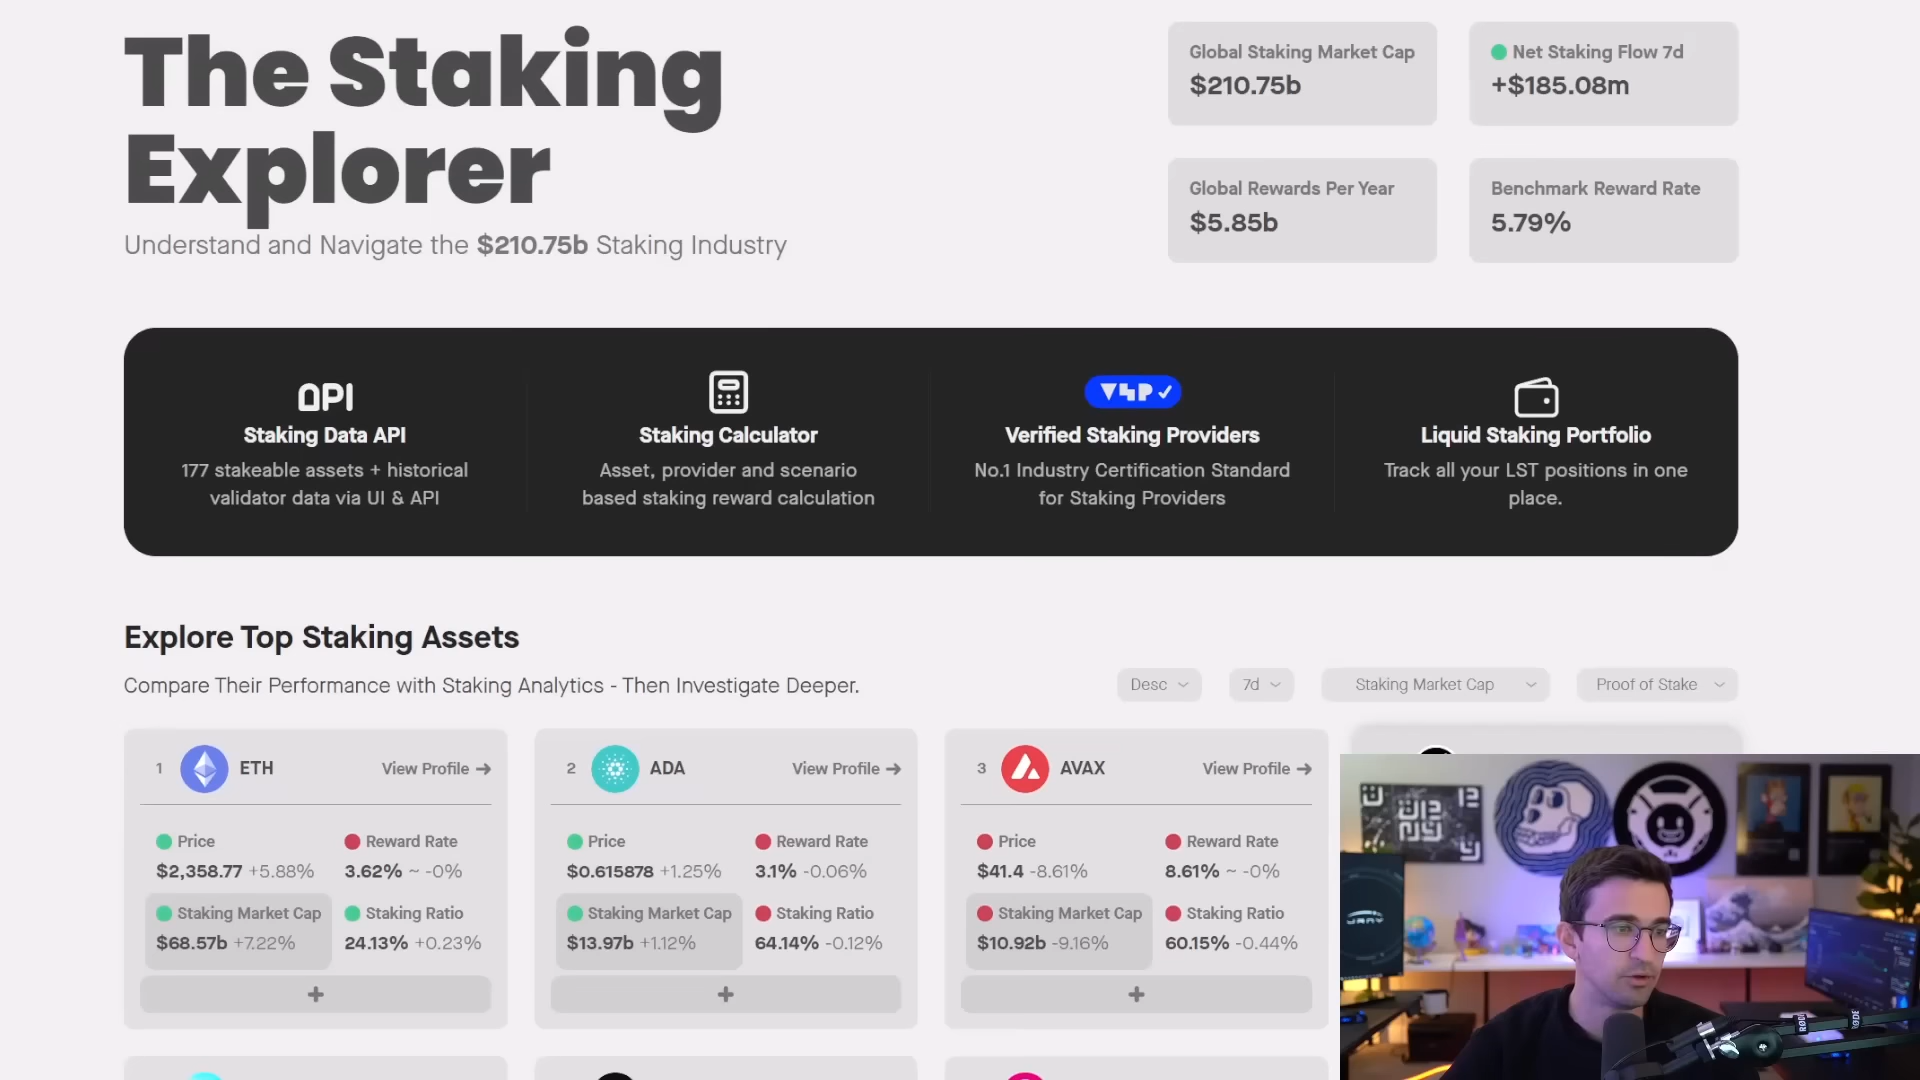 The Staking
Explorer
Understand and Navigate the $210.75b Staking Industry
Global Staking Market Cap
$210.75b
Net Staking Flow 7d
+$185.08m
Global Rewards Per Year
$5.85b
Benchmark Reward Rate
5.79%
API
Staking Data API
177 stakeable assets + historical
validator data via UI & API
Staking Calculator
Asset, provider and scenario
based staking reward calculation
VSP
Verified Staking Providers
No.1 Industry Certification Standard
for Staking Providers
Liquid Staking Portfolio
Track all your LST positions in one
place.
Explore Top Staking Assets
Compare Their Performance with Staking Analytics - Then Investigate Deeper.
Desc
7d
Staking Market Cap
Proof of Stake
1 ETH View Profile →
Price
$2,358.77 +5.88%
Reward Rate
3.62% ~ -0%
Staking Market Cap
$68.57b +7.22%
Staking Ratio
24.13% +0.23%
+
2 ADA View Profile →
Price
$0.615878 +1.25%
Reward Rate
3.1% -0.06%
Staking Market Cap
$13.97b +1.12%
Staking Ratio
64.14% -0.12%
+
3 AVAX View Profile →
Price
$41.4 -8.61%
Reward Rate
8.61% ~ -0%
Staking Market Cap
$10.92b -9.16%
Staking Ratio
60.15% -0.44%
+
RØDE
RØDE